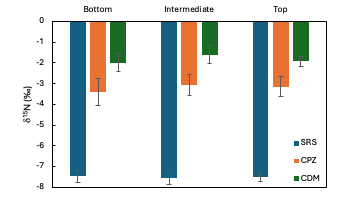 Bottom Intermediate Top
0
-1
-2
-3
-4
-5
-6
-7
-8
δ¹⁵N (‰)
SRS
CPZ
CDM